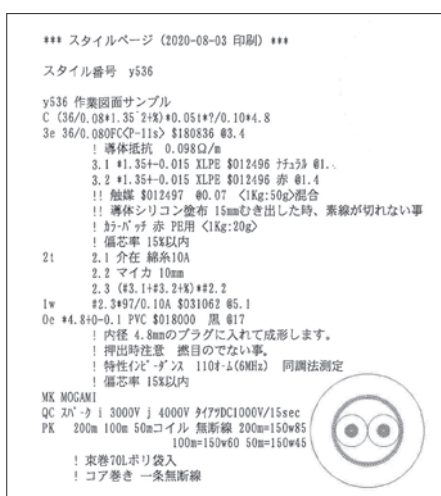 *** スタイルページ (2020-08-03 印刷) ***
スタイル番号 y536
y536 作業図面サンプル
C (36/0.08*1.35`2+%)*0.05t*?/0.10*4.8
3e 36/0.080FC<P-11s> $180836 @3.4
! 導体抵抗 0.098Ω/m
3.1 *1.35+-0.015 XLPE $012496 ﾅﾁｭﾗﾙ @1.
3.2 *1.35+-0.015 XLPE $012496 赤 @1.4
!! 触媒 $012497 @0.07 <1Kg:50g>混合
!! 導体シリコン塗布 15mmむき出した時、素線が切れない事
! ｶﾗｰﾊﾞｯﾁ 赤 PE用 <1Kg:20g>
! 偏芯率 15%以内
2t 2.1 介在 綿糸10A
2.2 マイカ 10mm
2.3 (#3.1+#3.2+%)*#2.2
1w #2.3*97/0.10A $031062 @5.1
0e *4.8+0-0.1 PVC $018000 黒 @17
! 内径 4.8mmのプラグに入れて成形します。
! 押出時注意 撚目のでない事。
! 特性ｲﾝﾋﾟｰﾀﾞﾝｽ 110ｵｰﾑ(6MHz) 同調法測定
! 偏芯率 15%以内
MK MOGAMI
QC ｽﾊﾟｰｸ i 3000V j 4000V ﾀｲｱﾂDC1000V/15sec
PK 200m 100m 50mコイル 無断線 200m=150w85
100m=150w60 50m=150w45
! 束巻70Lポリ袋入
! コア巻き 一条無断線